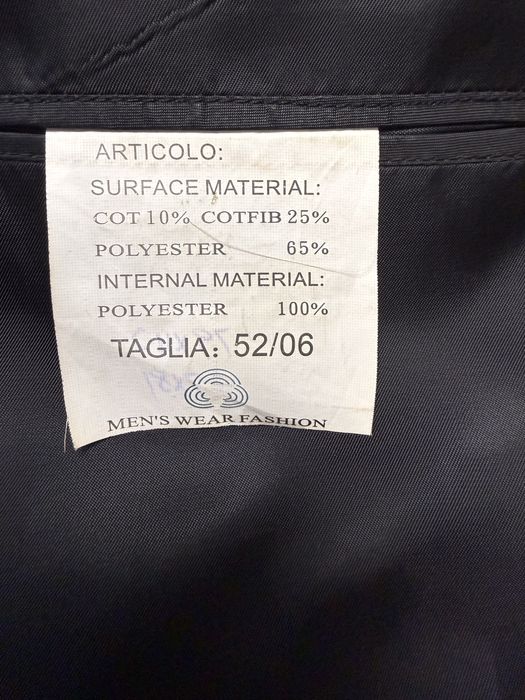 ARTICOLO:
SURFACE MATERIAL:
COT 10% COTFIB 25%
POLYESTER 65%
INTERNAL MATERIAL:
POLYESTER 100%
TAGLIA: 52/06
MEN'S WEAR FASHION